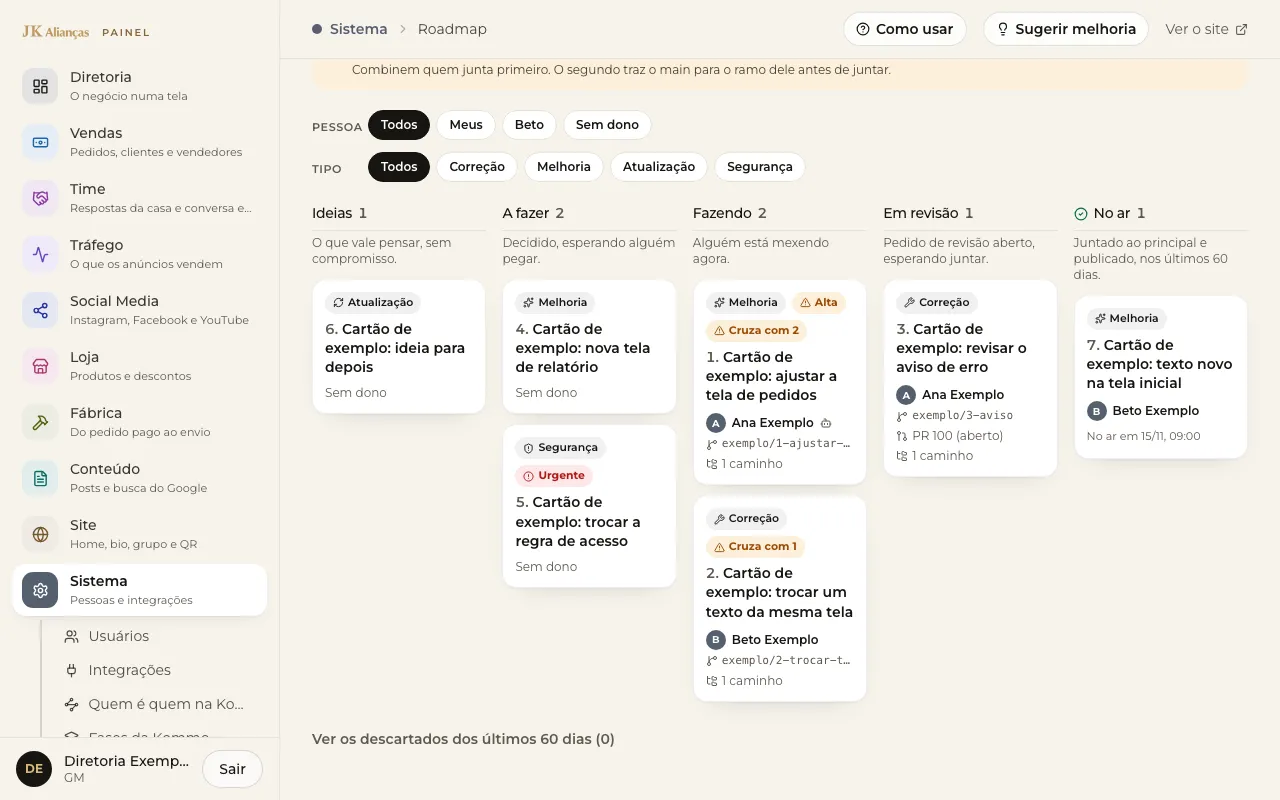 JK Alianças PAINEL
Diretoria
O negócio numa tela
Vendas
Pedidos, clientes e vendedores
Time
Respostas da casa e conversa e…
Tráfego
O que os anúncios vendem
Social Media
Instagram, Facebook e YouTube
Loja
Produtos e descontos
Fábrica
Do pedido pago ao envio
Conteúdo
Posts e busca do Google
Site
Home, bio, grupo e QR
Sistema
Pessoas e integrações
Usuários
Integrações
Quem é quem na Ko…
Fases da Kommo
DE
Diretoria Exemp…
GM
Sair
Sistema
Roadmap
Como usar
Sugerir melhoria
Ver o site
Combinem quem junta primeiro. O segundo traz o main para o ramo dele antes de juntar.
PESSOA Todos Meus Beto Sem dono
TIPO Todos Correção Melhoria Atualização Segurança
Ideias 1
O que vale pensar, sem
compromisso.
Atualização
6. Cartão de
exemplo: ideia para
depois
Sem dono
A fazer 2
Decidido, esperando alguém
pegar.
Melhoria
4. Cartão de
exemplo: nova tela
de relatório
Sem dono
Segurança
Urgente
5. Cartão de
exemplo: trocar a
regra de acesso
Sem dono
Fazendo 2
Alguém está mexendo
agora.
Melhoria Alta
Cruza com 2
1. Cartão de
exemplo: ajustar a
tela de pedidos
A Ana Exemplo
exemplo/1-ajustar-…
1 caminho
Correção
Cruza com 1
2. Cartão de
exemplo: trocar um
texto da mesma tela
B Beto Exemplo
exemplo/2-trocar-t…
1 caminho
Em revisão 1
Pedido de revisão aberto,
esperando juntar.
Correção
3. Cartão de
exemplo: revisar o
aviso de erro
A Ana Exemplo
exemplo/3-aviso
PR 100 (aberto)
1 caminho
No ar 1
Juntado ao principal e
publicado, nos últimos 60
dias.
Melhoria
7. Cartão de
exemplo: texto novo
na tela inicial
B Beto Exemplo
No ar em 15/11, 09:00
Ver os descartados dos últimos 60 dias (0)